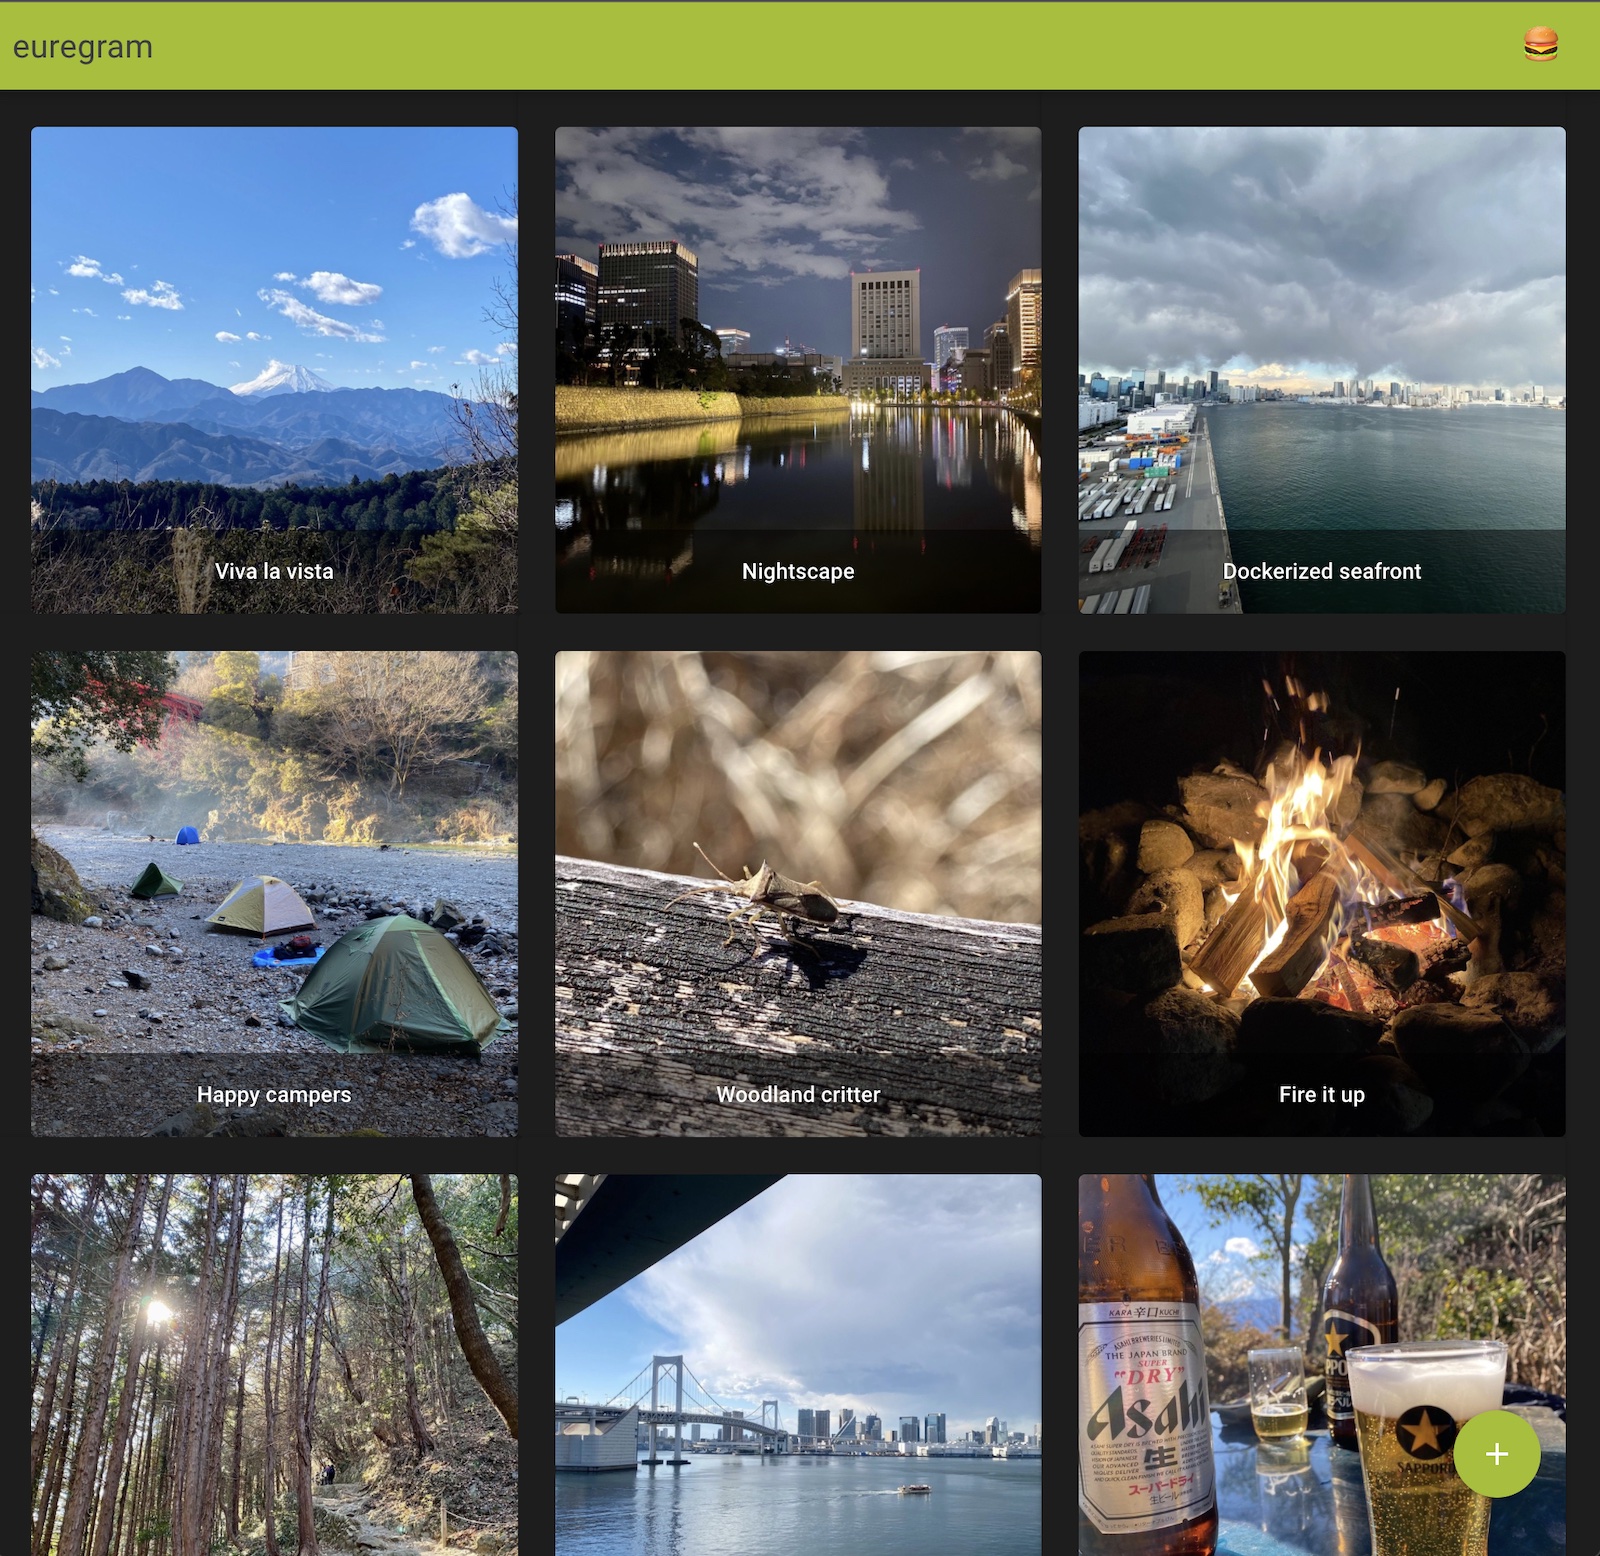 euregram
Viva la vista
Nightscape
Dockerized seafront
Happy campers
Woodland critter
Fire it up
KARA 辛口 KUCHI
ASAHI BREWERIES LIMITED
THE JAPAN BRAND
SUPER
"DRY"
Asahi
生
スーパードライ
生ビール
SAPPORO
+